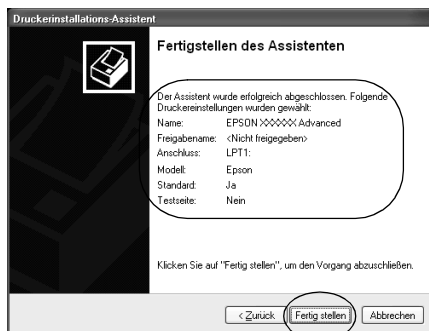 Druckerinstallations-Assistent
Fertigstellen des Assistenten
Der Assistent wurde erfolgreich abgeschlossen. Folgende
Druckereinstellungen wurden gewählt:
Name: EPSON XXXXXX Advanced
Freigabename: <Nicht freigegeben>
Anschluss: LPT1:
Modell: Epson
Standard: Ja
Testseite: Nein
Klicken Sie auf "Fertig stellen", um den Vorgang abzuschließen.
< Zurück Fertig stellen Abbrechen